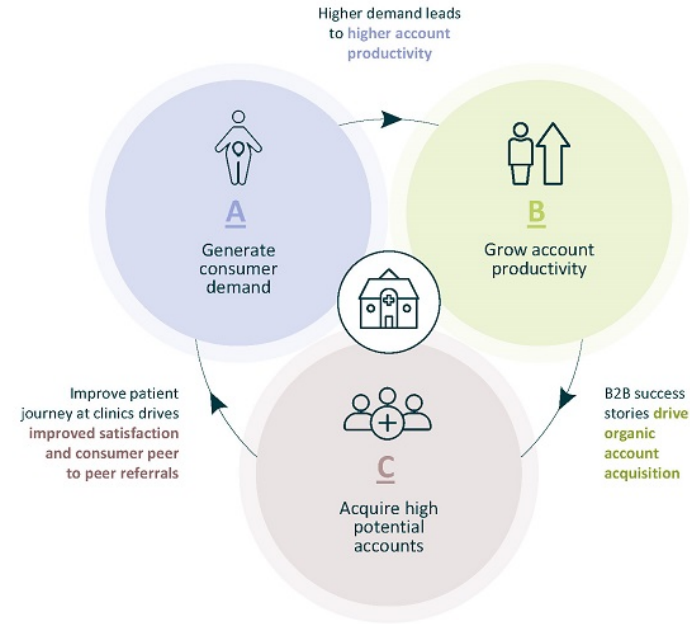 Higher demand leads
to higher account
productivity
A
Generate
consumer
demand
B
Grow account
productivity
Improve patient
journey at clinics drives
improved satisfaction
and consumer peer
to peer referrals
B2B success
stories drive
organic
account
acquisition
C
Acquire high
potential
accounts